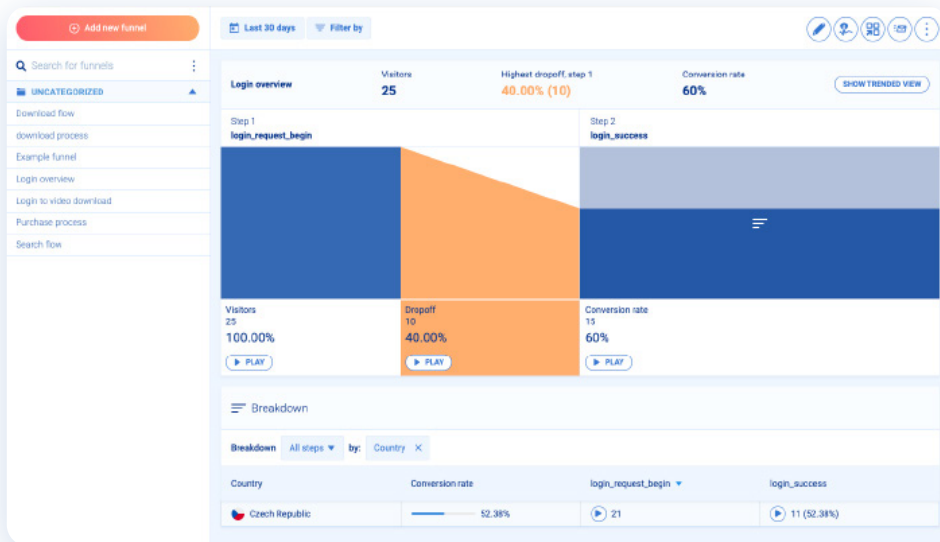 Add new funnel
Last 30 days
Filter by
Search for funnels
UNCATEGORIZED
Download flow
download process
Example funnel
Login overview
Login to video download
Purchase process
Search flow
Login overview
Visitors
25
Highest dropoff, step 1
40.00% (10)
Conversion rate
60%
SHOW TRENDED VIEW
Step 1
login_request_begin
Step 2
login_success
Visitors
25
100.00%
PLAY
Dropoff
10
40.00%
PLAY
Conversion rate
15
60%
PLAY
Breakdown
Breakdown All steps by: Country
Country Conversion rate login_request_begin login_success
Czech Republic 52.38% 21 11 (52.38%)